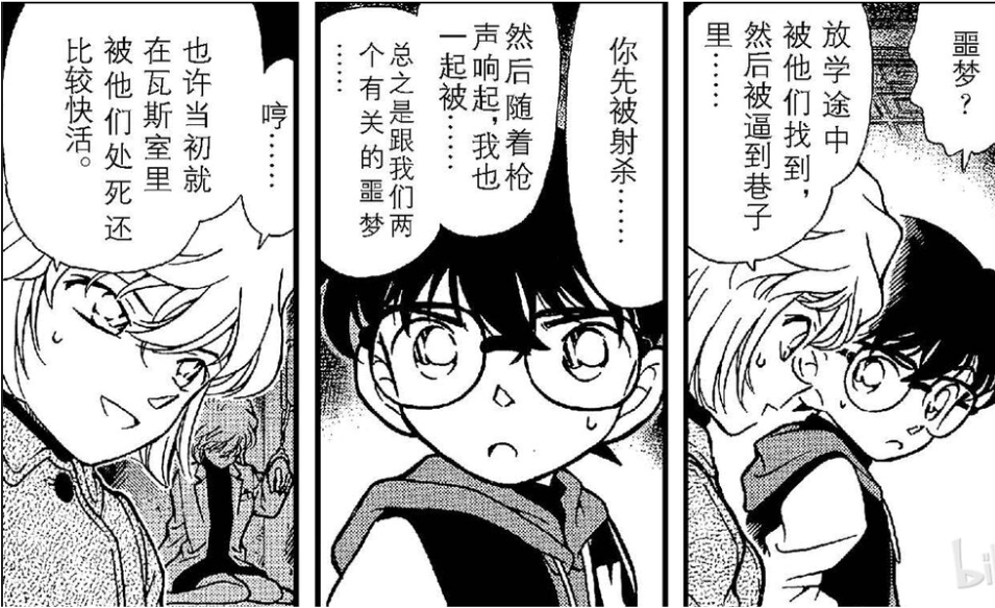 噩梦？
放学途中
被他们找到，
然后被逼到巷子
里……
你先被射杀……
然后随着枪
声响起，我也
一起被……
总之是跟我们两
个有关的噩梦
……
哼……
也许当初就
在瓦斯室里
被他们处死还
比较快活。